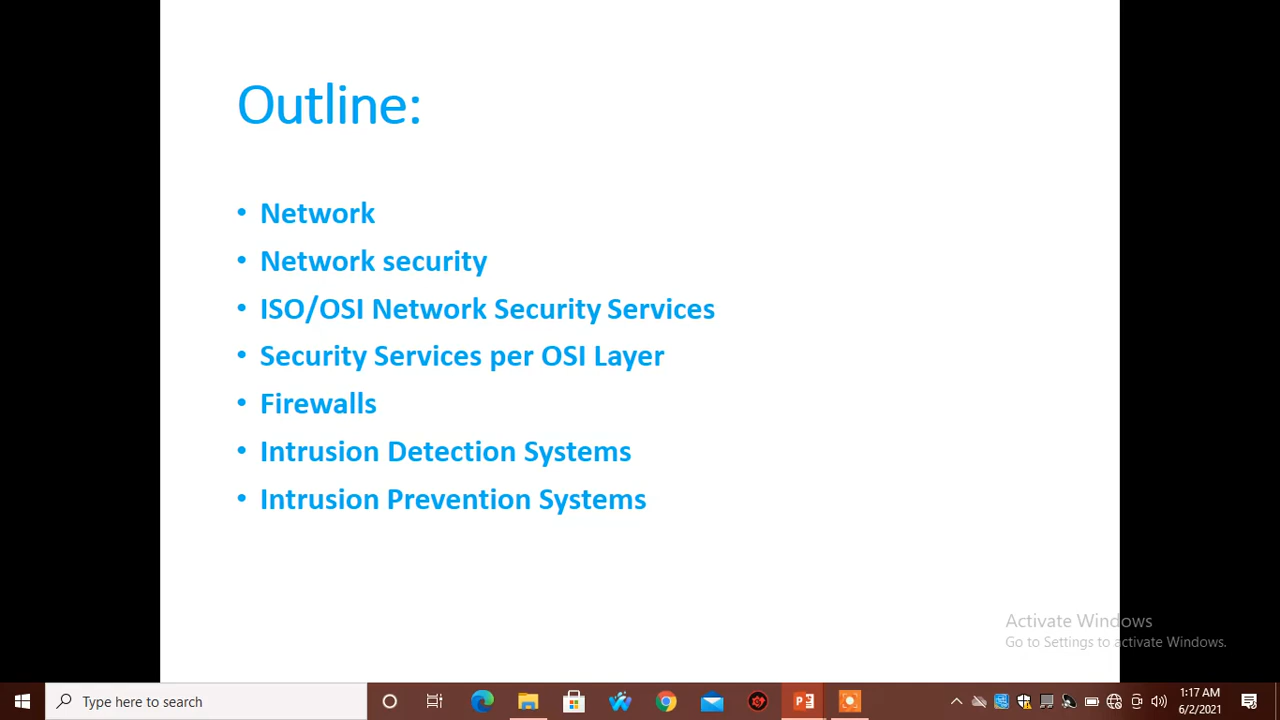 Outline:
• Network
• Network security
• ISO/OSI Network Security Services
• Security Services per OSI Layer
• Firewalls
• Intrusion Detection Systems
• Intrusion Prevention Systems
Activate Windows
Go to Settings to activate Windows.
Type here to search
1:17 AM
6/2/2021